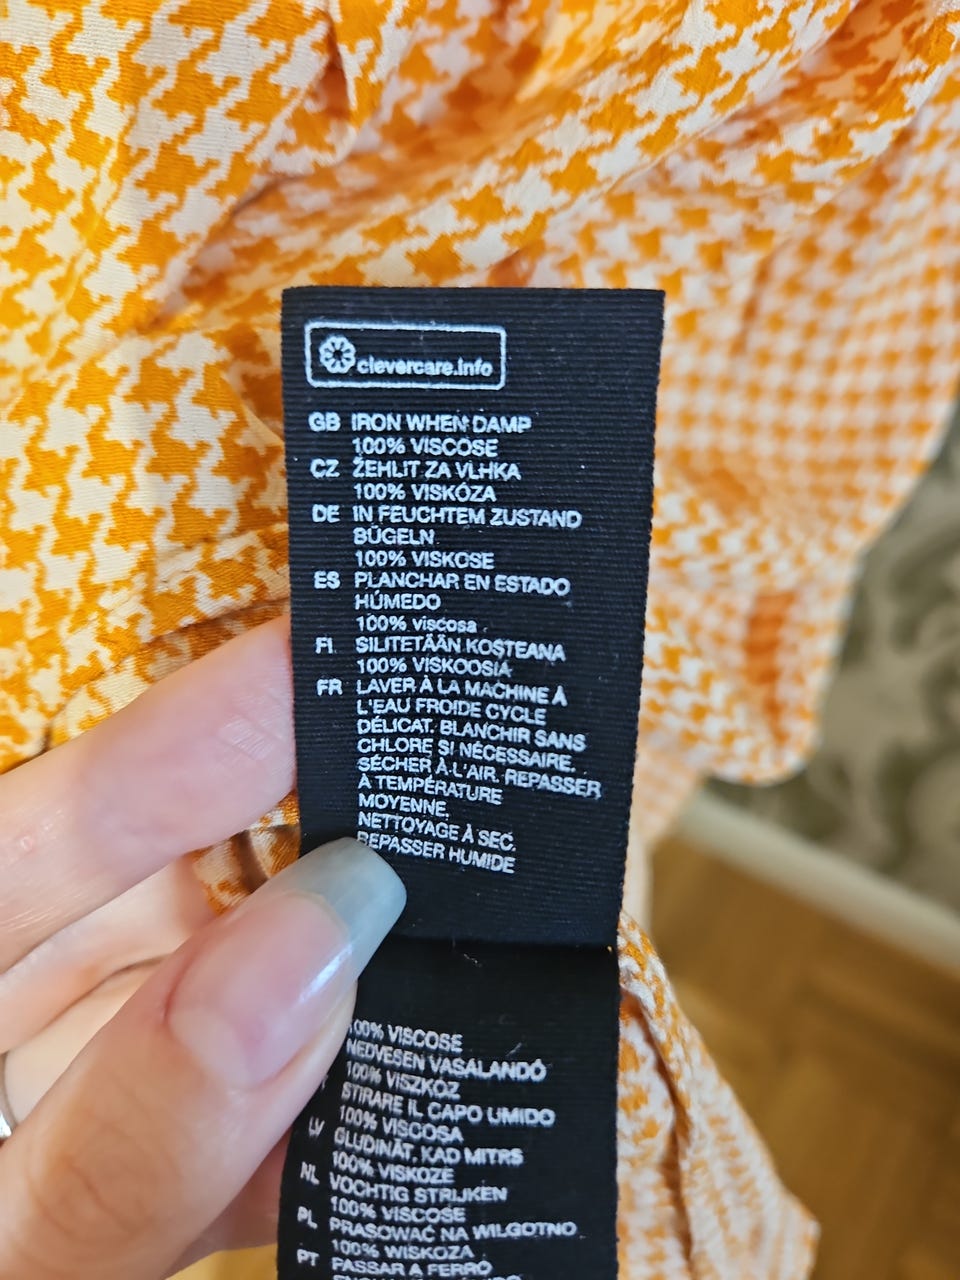 clevercare.info
GB IRON WHEN DAMP
100% VISCOSE
CZ ŽEHLIT ZA VLHKA
100% VISKÓZA
DE IN FEUCHTEM ZUSTAND
BÜGELN
100% VISKOSE
ES PLANCHAR EN ESTADO
HÚMEDO
100% viscosa
FI SILITETÄÄN KOSTEANA
100% VISKOOSIA
FR LAVER À LA MACHINE À
L'EAU FROIDE CYCLE
DÉLICAT. BLANCHIR SANS
CHLORE SI NÉCESSAIRE.
SÉCHER À L'AIR. REPASSER
À TEMPÉRATURE
MOYENNE.
NETTOYAGE À SEC.
REPASSER HUMIDE
100% VISCOSE
NEDVESEN VASALANDÓ
100% VISZKÓZ
STIRARE IL CAPO UMIDO
100% VISCOSA
LV GLUDINĀT, KAD MITRS
100% VISKOZE
NL VOCHTIG STRIJKEN
100% VISCOSE
PL PRASOWAĆ NA WILGOTNO
100% WISKOZA
PT PASSAR A FERRO